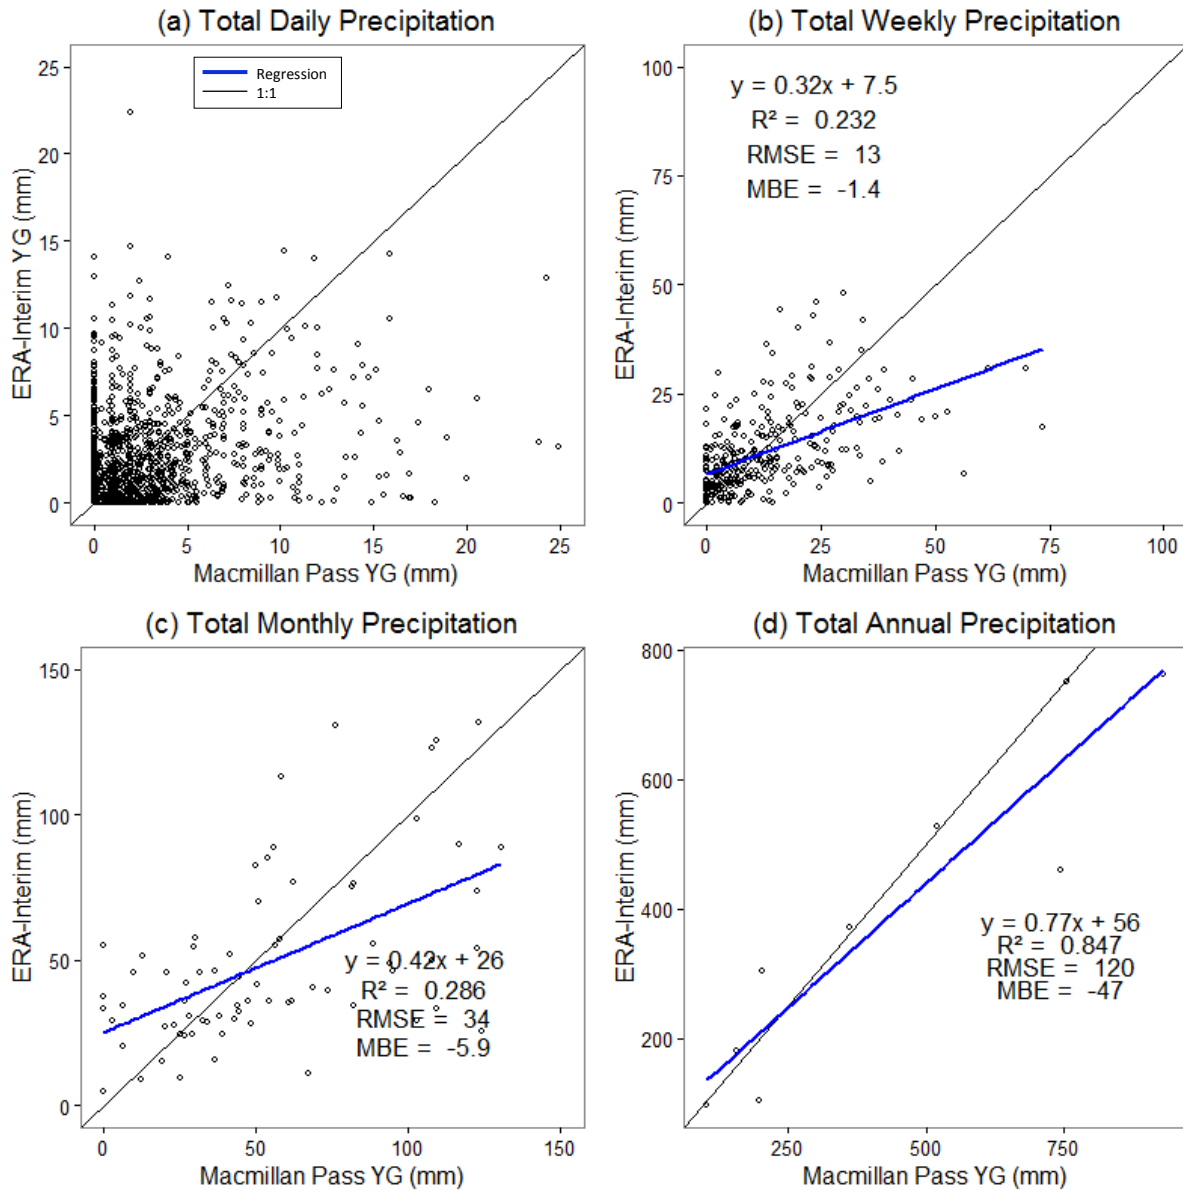 (a) Total Daily Precipitation
Regression
1:1
25
20
15
10
5
0
ERA-Interim YG (mm)
0 5 10 15 20 25
Macmillan Pass YG (mm)
(b) Total Weekly Precipitation
y = 0.32x + 7.5
R² = 0.232
RMSE = 13
MBE = -1.4
100
75
50
25
0
ERA-Interim (mm)
0 25 50 75 100
Macmillan Pass YG (mm)
(c) Total Monthly Precipitation
150
100
50
0
ERA-Interim (mm)
y = 0.42x + 26
R² = 0.286
RMSE = 34
MBE = -5.9
0 50 100 150
Macmillan Pass YG (mm)
(d) Total Annual Precipitation
800
600
400
200
ERA-Interim (mm)
y = 0.77x + 56
R² = 0.847
RMSE = 120
MBE = -47
250 500 750
Macmillan Pass YG (mm)